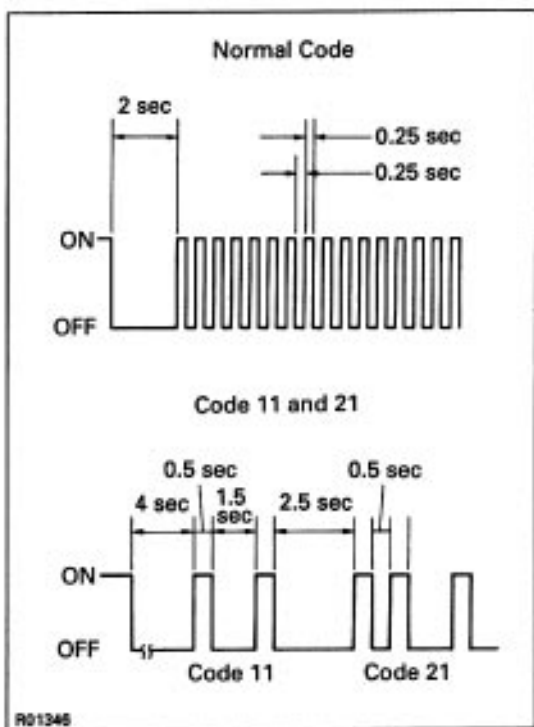 Normal Code
2 sec
0.25 sec
0.25 sec
ON
OFF
Code 11 and 21
0.5 sec
0.5 sec
4 sec
1.5
sec
2.5 sec
ON
OFF
Code 11
Code 21
R01346